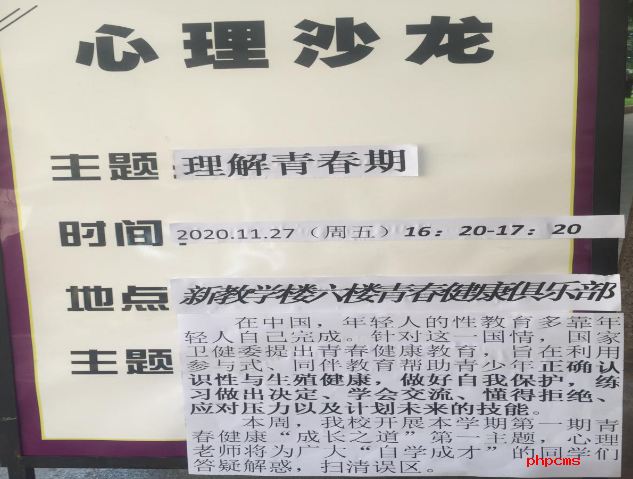 心理沙龙
主题：理解青春期
时间：2020.11.27（周五）16：20-17：20
地点 新教学楼六楼青春健康俱乐部
主题
在中国，年轻人的性教育多靠年
轻人自己完成。针对这一国情，国家
卫健委提出青春健康教育，旨在利用
参与式、同伴教育帮助青少年正确认
识性与生殖健康，做好自我保护，练
习做出决定、学会交流、懂得拒绝、
应对压力以及计划未来的技能。
本周，我校开展本学期第一期青
春健康“成长之道”第一主题，心理
老师将为广大“自学成才”的同学们
答疑解惑，扫清误区。
phpcms